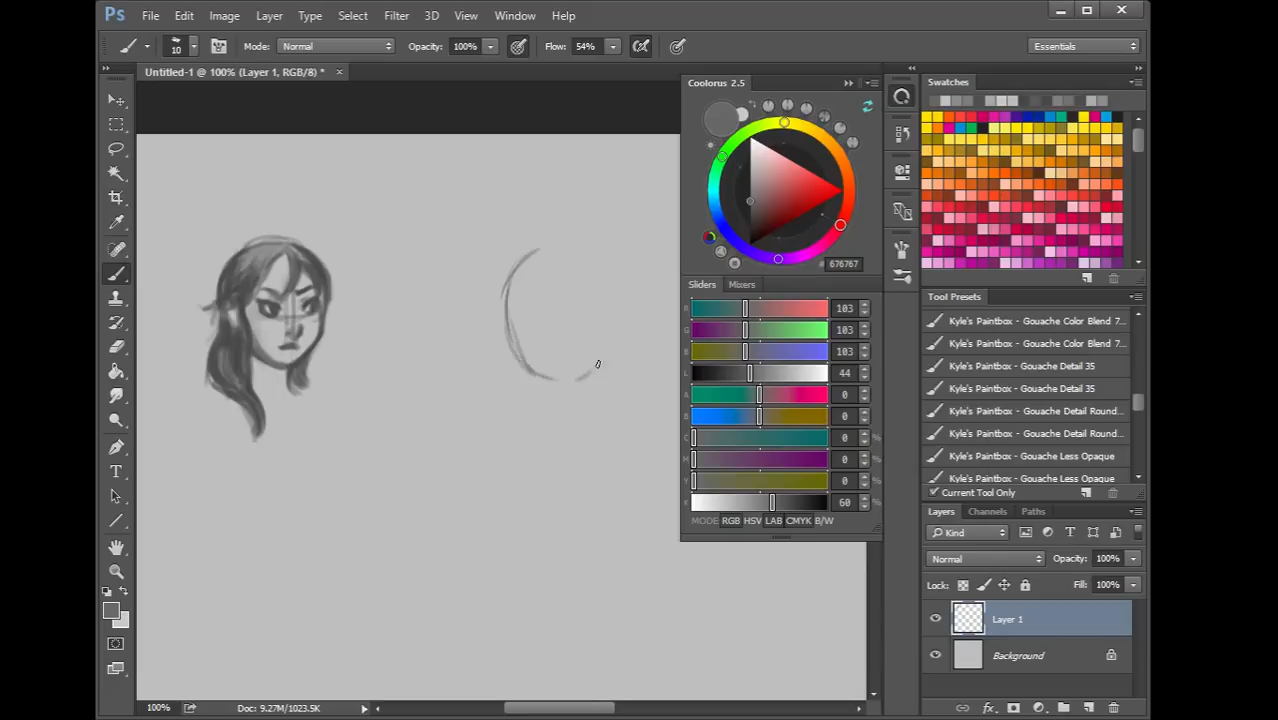 Ps File Edit Image Layer Type Select Filter 3D View Window Help
10 Mode: Normal Opacity: 100% Flow: 54% Essentials
Untitled-1 @ 100% (Layer 1, RGB/8) *
Coolorus 2.5
676767
Sliders Mixers
R 103
G 103
B 103
L 44
A 0
B 0
C 0 %
M 0 %
Y 0 %
K 60 %
MODE RGB HSV LAB CMYK B/W
Swatches
Tool Presets
Kyle's Paintbox - Gouache Color Blend 7...
Kyle's Paintbox - Gouache Color Blend 7...
Kyle's Paintbox - Gouache Detail 35
Kyle's Paintbox - Gouache Detail 35
Kyle's Paintbox - Gouache Detail Round...
Kyle's Paintbox - Gouache Detail Round...
Kyle's Paintbox - Gouache Less Opaque
Kyle's Paintbox - Gouache Less Opaque
Current Tool Only
Layers Channels Paths
Kind
Normal Opacity: 100%
Lock: Fill: 100%
Layer 1
Background
100% Doc: 9.27M/1023.5K